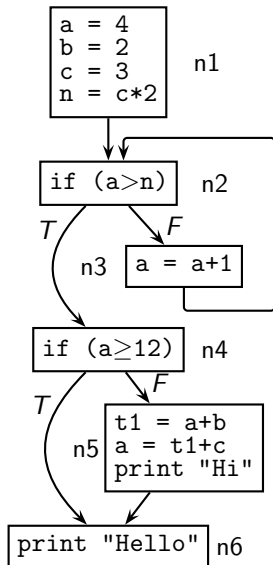 a = 4
b = 2
c = 3
n = c*2
n1
if (a>n)
n2
T
F
n3
a = a+1
if (a≥12)
n4
T
F
n5
t1 = a+b
a = t1+c
print "Hi"
print "Hello"
n6